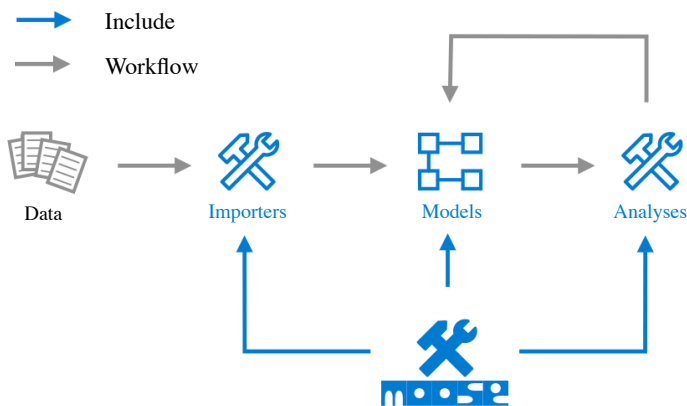 Include
Workflow
Data
Importers
Models
Analyses
moose